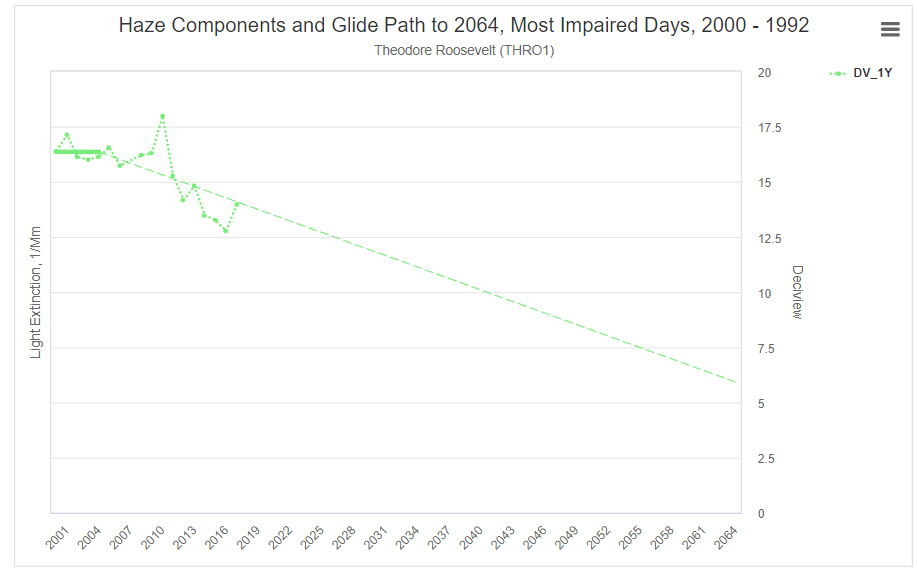 Haze Components and Glide Path to 2064, Most Impaired Days, 2000 - 1992
Theodore Roosevelt (THRO1)
DV_1Y
Light Extinction, 1/Mm
20
17.5
15
12.5
10
7.5
5
2.5
0
Deciview
2001 2004 2007 2010 2013 2016 2019 2022 2025 2028 2031 2034 2037 2040 2043 2046 2049 2052 2055 2058 2061 2064